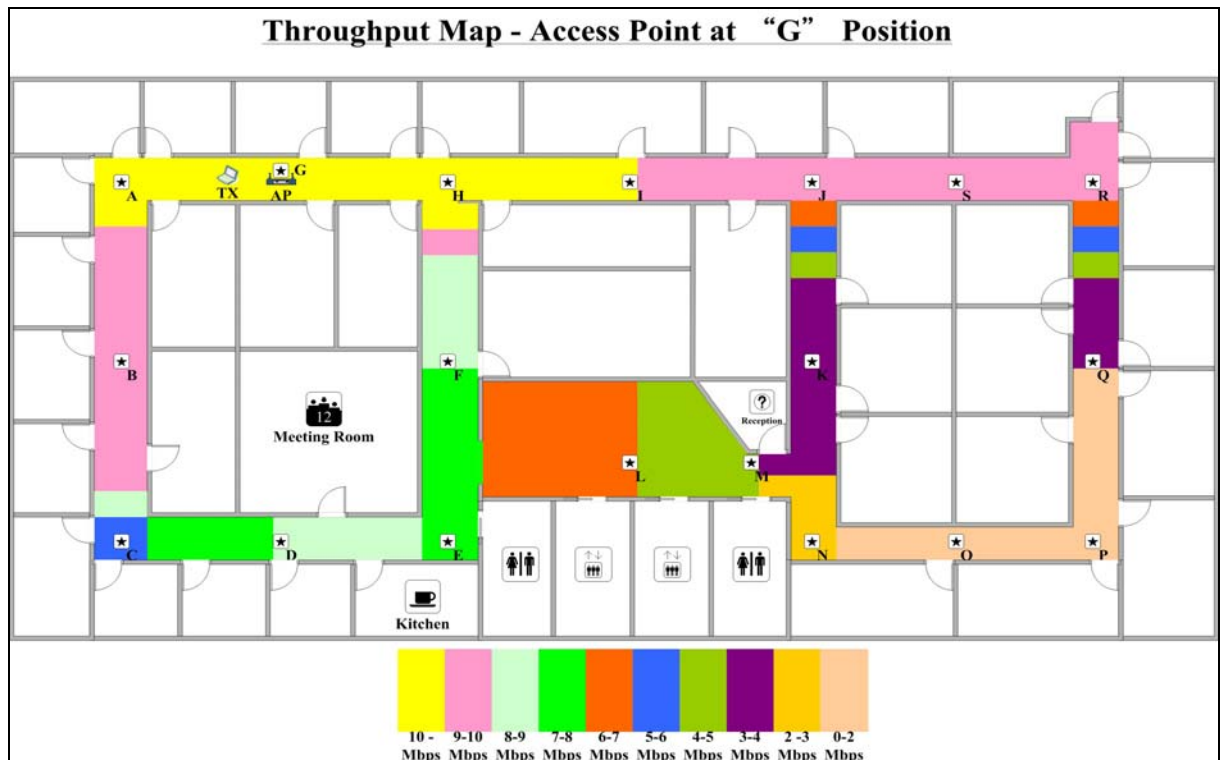 Throughput Map - Access Point at “G” Position
G
A
TX
AP
H
I
J
S
R
B
F
K
Q
12
Meeting Room
?
Reception
L
M
C
D
E
N
O
P
Kitchen
10 - 9-10 8-9 7-8 6-7 5-6 4-5 3-4 2 -3 0-2
Mbps Mbps Mbps Mbps Mbps Mbps Mbps Mbps Mbps Mbps